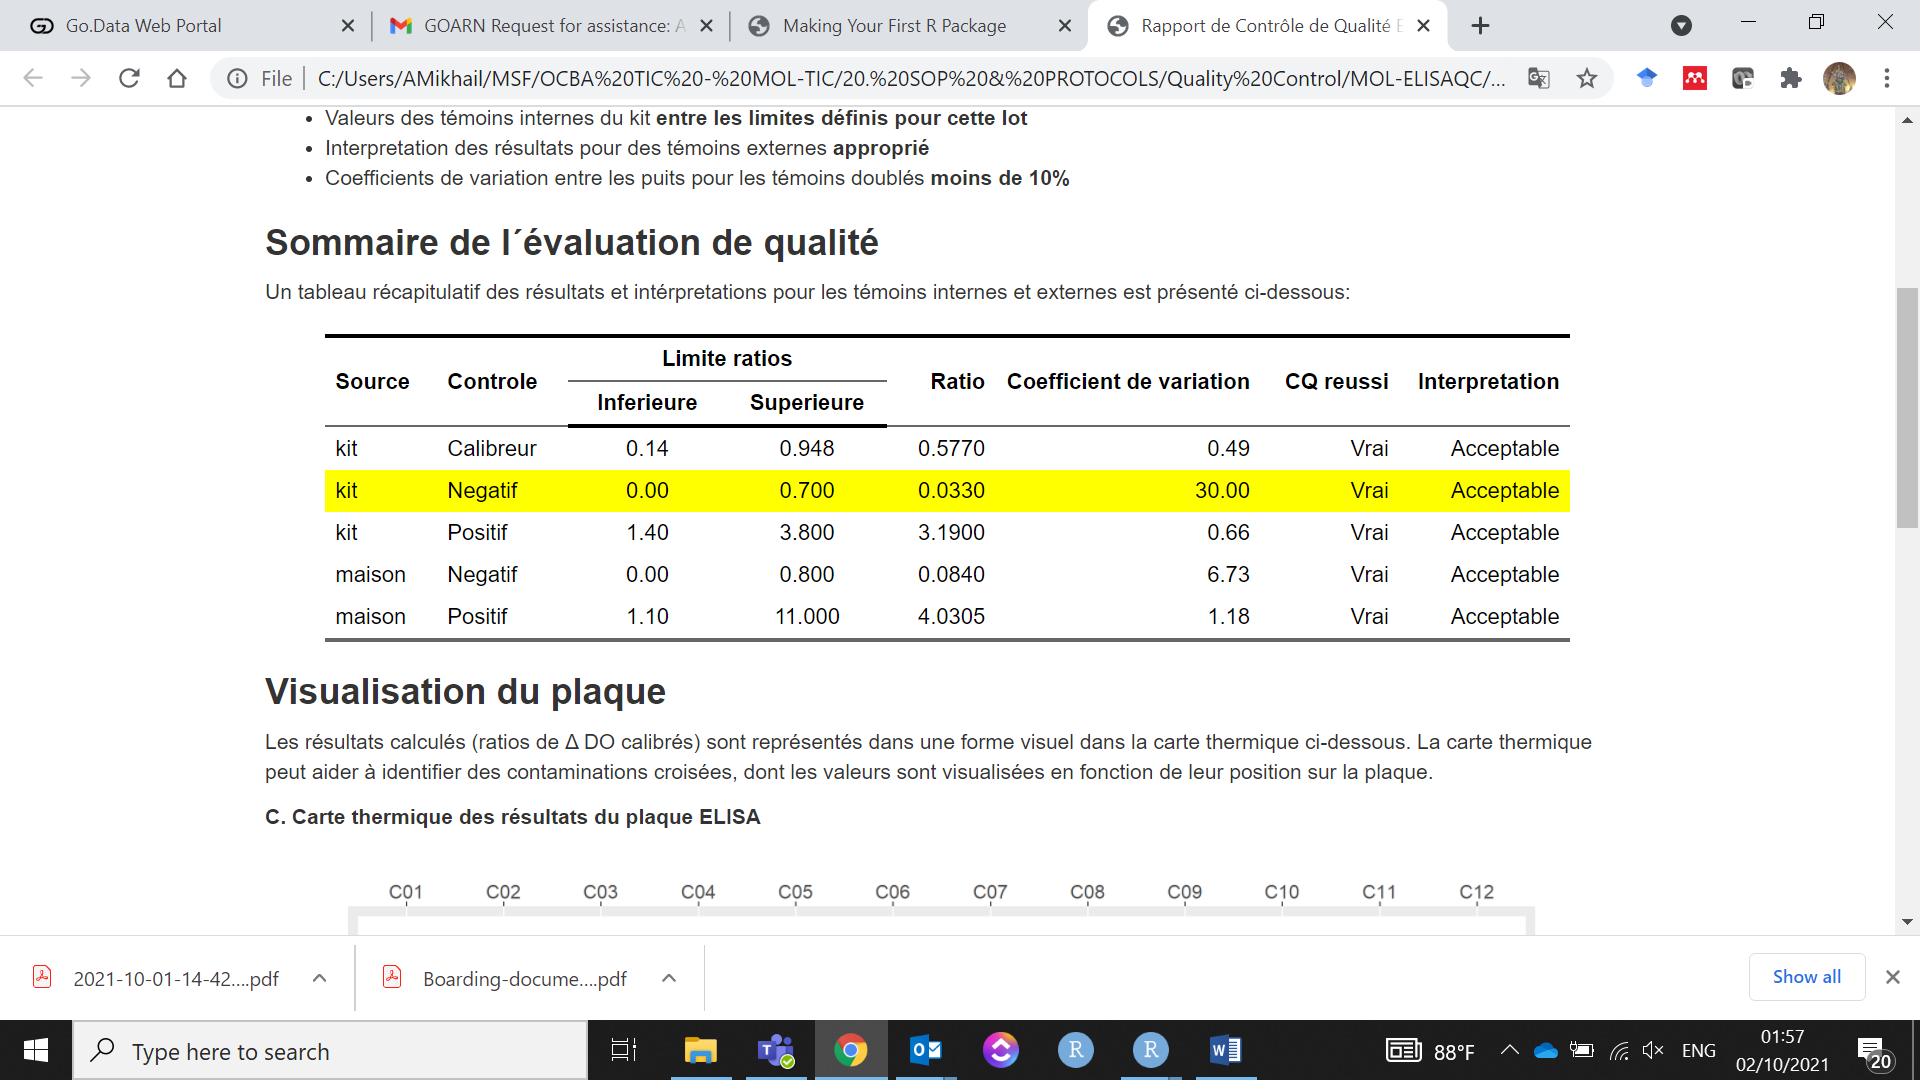 Go.Data Web Portal
GOARN Request for assistance: A
Making Your First R Package
Rapport de Contrôle de Qualité E
File
C:/Users/AMikhail/MSF/OCBA%20TIC%20-%20MOL-TIC/20.%20SOP%20&%20PROTOCOLS/Quality%20Control/MOL-ELISAQC/...
Valeurs des témoins internes du kit entre les limites définis pour cette lot
Interpretation des résultats pour des témoins externes approprié
Coefficients de variation entre les puits pour les témoins doublés moins de 10%
Sommaire de l´évaluation de qualité
Un tableau récapitulatif des résultats et intérpretations pour les témoins internes et externes est présenté ci-dessous:
Limite ratios
Source Controle Ratio Coefficient de variation CQ reussi Interpretation
Inferieure Superieure
kit Calibreur 0.14 0.948 0.5770 0.49 Vrai Acceptable
kit Negatif 0.00 0.700 0.0330 30.00 Vrai Acceptable
kit Positif 1.40 3.800 3.1900 0.66 Vrai Acceptable
maison Negatif 0.00 0.800 0.0840 6.73 Vrai Acceptable
maison Positif 1.10 11.000 4.0305 1.18 Vrai Acceptable
Visualisation du plaque
Les résultats calculés (ratios de Δ DO calibrés) sont représentés dans une forme visuel dans la carte thermique ci-dessous. La carte thermique
peut aider à identifier des contaminations croisées, dont les valeurs sont visualisées en fonction de leur position sur la plaque.
C. Carte thermique des résultats du plaque ELISA
C01 C02 C03 C04 C05 C06 C07 C08 C09 C10 C11 C12
2021-10-01-14-42....pdf
Boarding-docume....pdf
Show all
Type here to search
88°F
ENG
01:57
02/10/2021
20